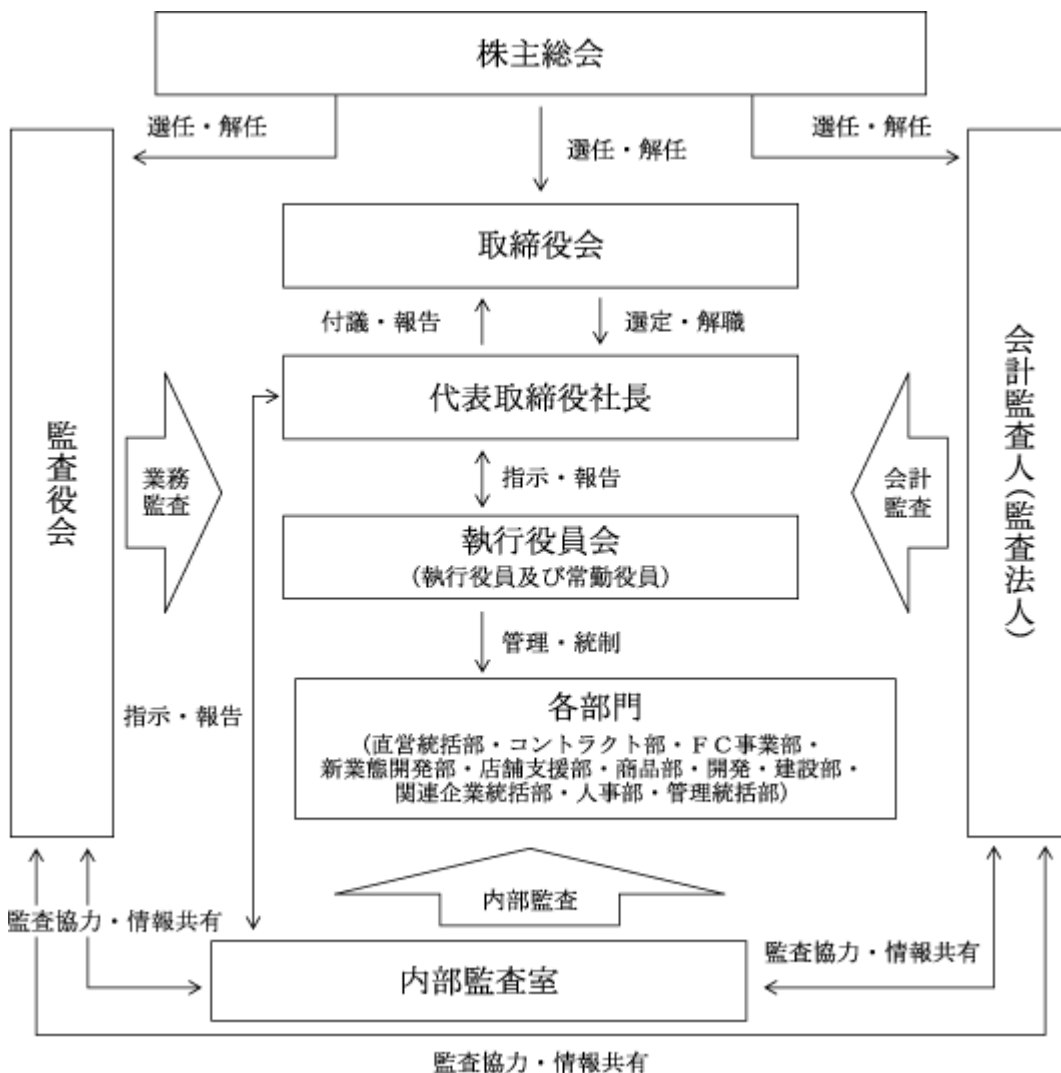 株主総会
選任・解任
選任・解任
選任・解任
取締役会
付議・報告
選定・解職
代表取締役社長
監査役会
業務
監査
会計
監査
会計監査人(監査法人)
指示・報告
執行役員会
(執行役員及び常勤役員)
管理・統制
指示・報告
各部門
(直営統括部・コントラクト部・FC事業部・
新業態開発部・店舗支援部・商品部・開発・建設部・
関連企業統括部・人事部・管理統括部)
内部監査
監査協力・情報共有
内部監査室
監査協力・情報共有
監査協力・情報共有